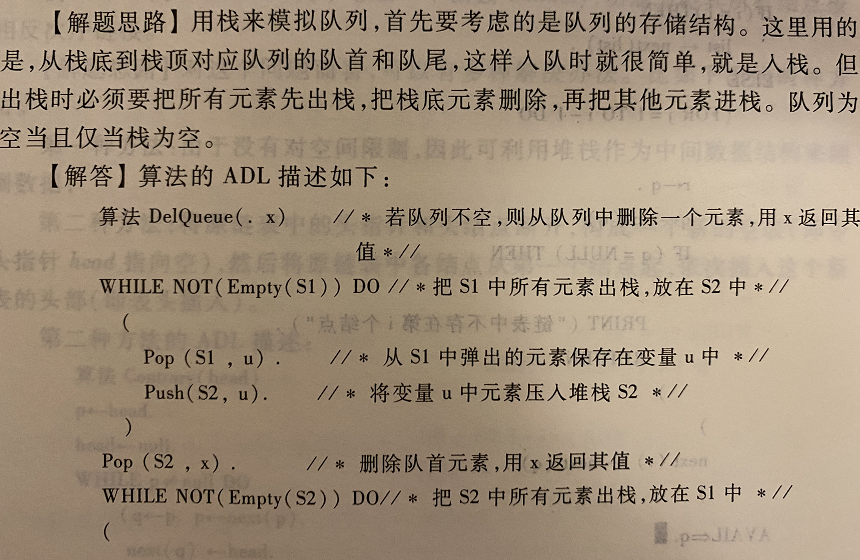 【解题思路】用栈来模拟队列,首先要考虑的是队列的存储结构。这里用的
是,从栈底到栈顶对应队列的队首和队尾,这样入队时就很简单,就是入栈。但
出栈时必须要把所有元素先出栈,把栈底元素删除,再把其他元素进栈。队列为
空当且仅当栈为空。
【解答】算法的 ADL 描述如下:
算法 DelQueue(. x) //* 若队列不空,则从队列中删除一个元素,用 x 返回其
值 *//
WHILE NOT(Empty(S1)) DO //* 把 S1 中所有元素出栈,放在 S2 中 *//
(
Pop (S1 , u). //* 从 S1 中弹出的元素保存在变量 u 中 *//
Push(S2 , u). //* 将变量 u 中元素压入堆栈 S2 *//
)
Pop (S2 , x) . //* 删除队首元素,用 x 返回其值 *//
WHILE NOT(Empty(S2)) DO//* 把 S2 中所有元素出栈,放在 S1 中 *//
(